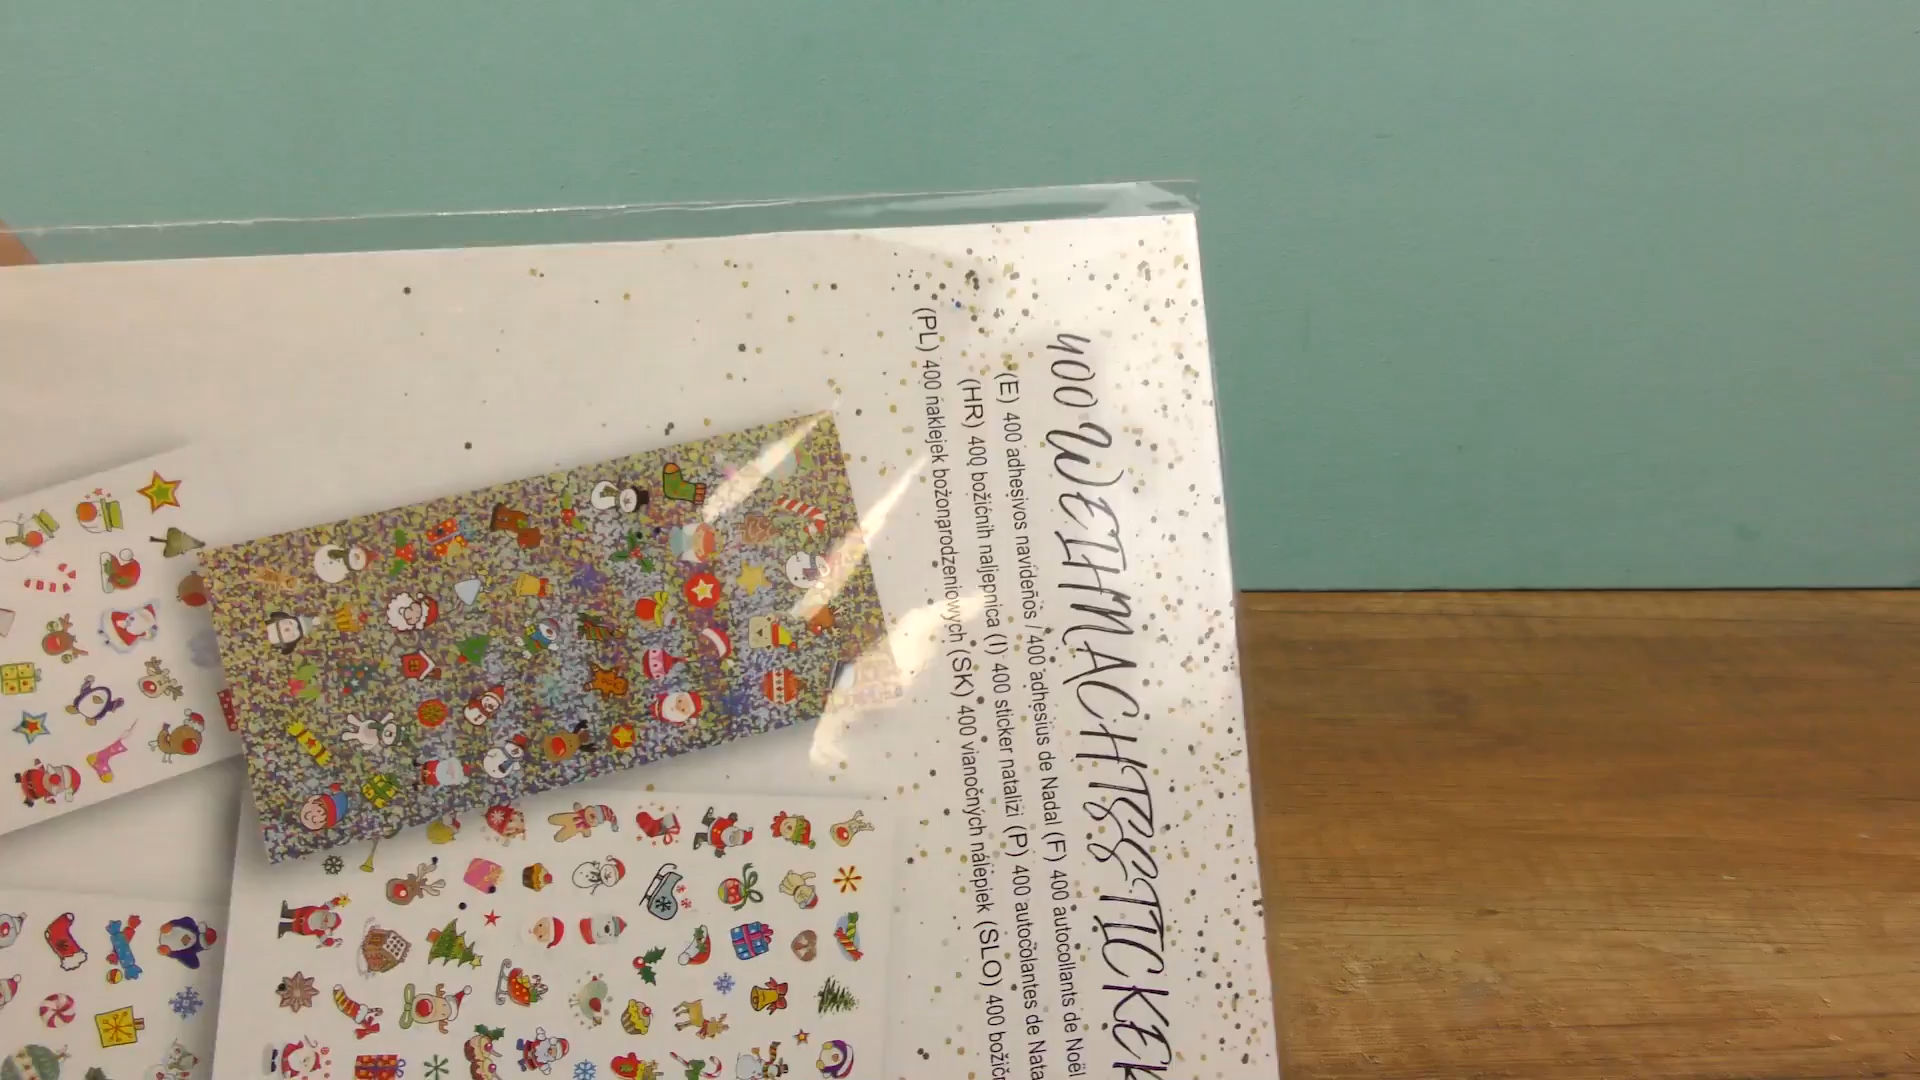 400 WEIHNACHTSSTICKER
(E) 400 adhesivos navideños / 400 adhesius de Nadal (F) 400 autocollants de Noël
(HR) 400 božićnih naljepnica (I) 400 sticker natalizi (P) 400 autocolantes de Nata
(PL) 400 naklejek bożonarodzeniowych (SK) 400 vianočných nálepiek (SLO) 400 božičn